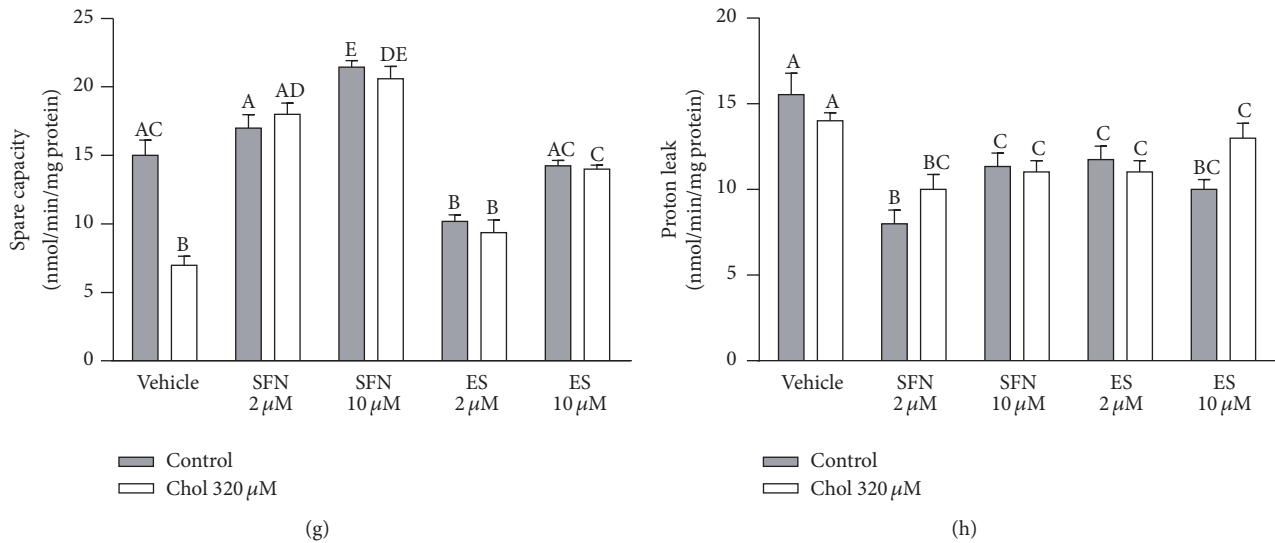 Spare capacity
(nmol/min/mg protein)
25
20
15
10
5
0
AC
B
A
AD
E
DE
B
B
AC
C
Vehicle
SFN
2 μM
SFN
10 μM
ES
2 μM
ES
10 μM
Control
Chol 320 μM
(g)
Proton leak
(nmol/min/mg protein)
20
15
10
5
0
A
A
B
BC
C
C
C
C
BC
C
Vehicle
SFN
2 μM
SFN
10 μM
ES
2 μM
ES
10 μM
Control
Chol 320 μM
(h)